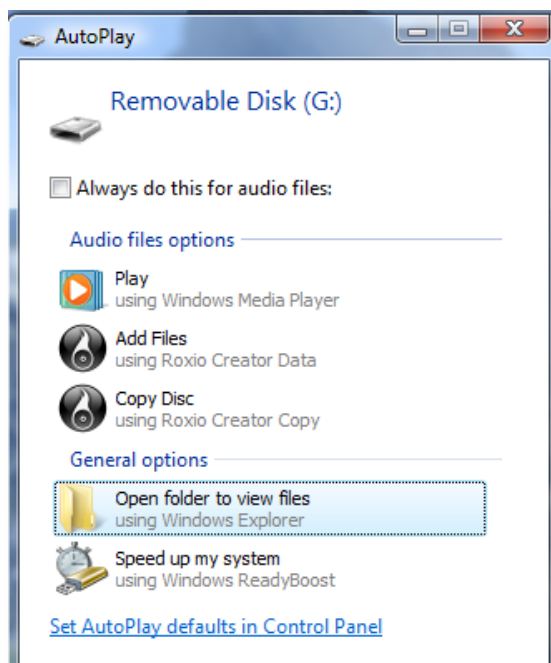 AutoPlay
Removable Disk (G:)
Always do this for audio files:
Audio files options
Play
using Windows Media Player
Add Files
using Roxio Creator Data
Copy Disc
using Roxio Creator Copy
General options
Open folder to view files
using Windows Explorer
Speed up my system
using Windows ReadyBoost
Set AutoPlay defaults in Control Panel